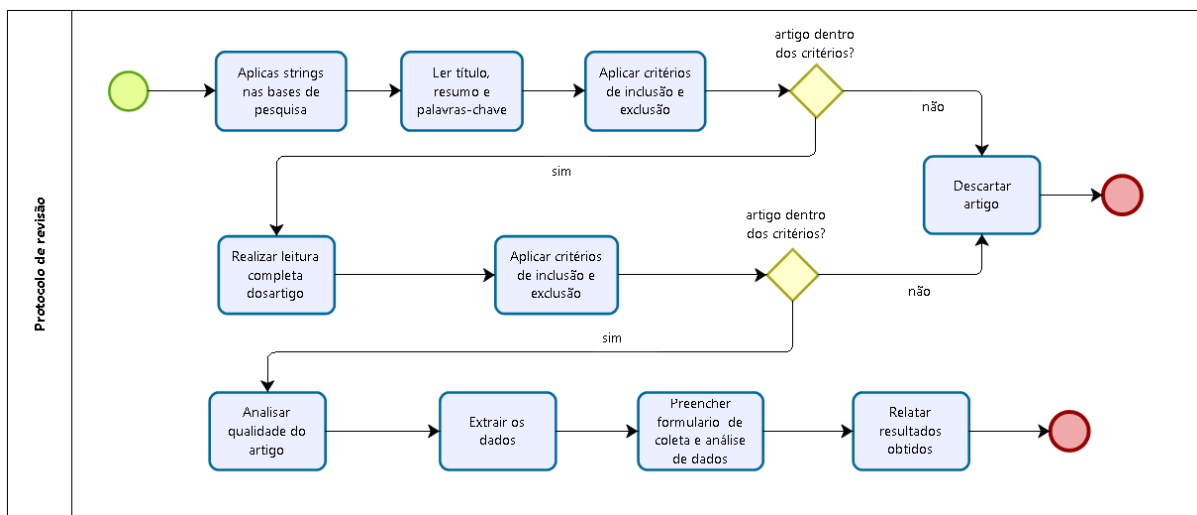 Protocolo de revisão
Aplicas strings
nas bases de
pesquisa
Ler título,
resumo e
palavras-chave
Aplicar critérios
de inclusão e
exclusão
artigo dentro
dos critérios?
não
sim
Descartar
artigo
Realizar leitura
completa
dosartigo
Aplicar critérios
de inclusão e
exclusão
artigo dentro
dos critérios?
não
sim
Analisar
qualidade do
artigo
Extrair os
dados
Preencher
formulario de
coleta e análise
de dados
Relatar
resultados
obtidos